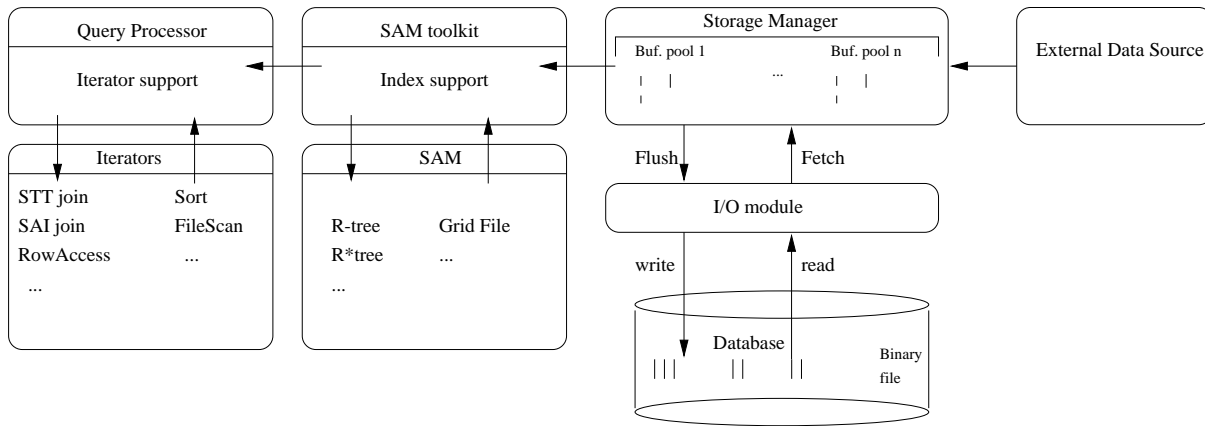 Query Processor
Iterator support
SAM toolkit
Index support
Storage Manager
Buf. pool 1
Buf. pool n
...
External Data Source
Iterators
STT join
Sort
SAI join
FileScan
RowAccess
...
...
SAM
R-tree
Grid File
R*tree
...
...
Flush
Fetch
I/O module
write
read
Database
Binary
file